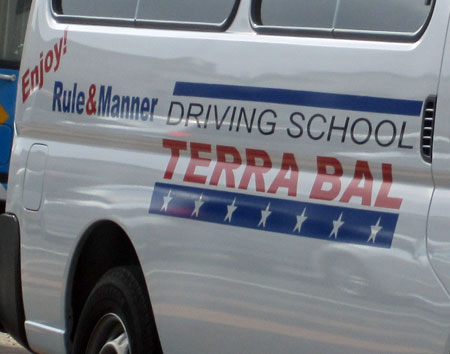 Enjoy!
Rule&Manner
DRIVING SCHOOL
TERRA BAL